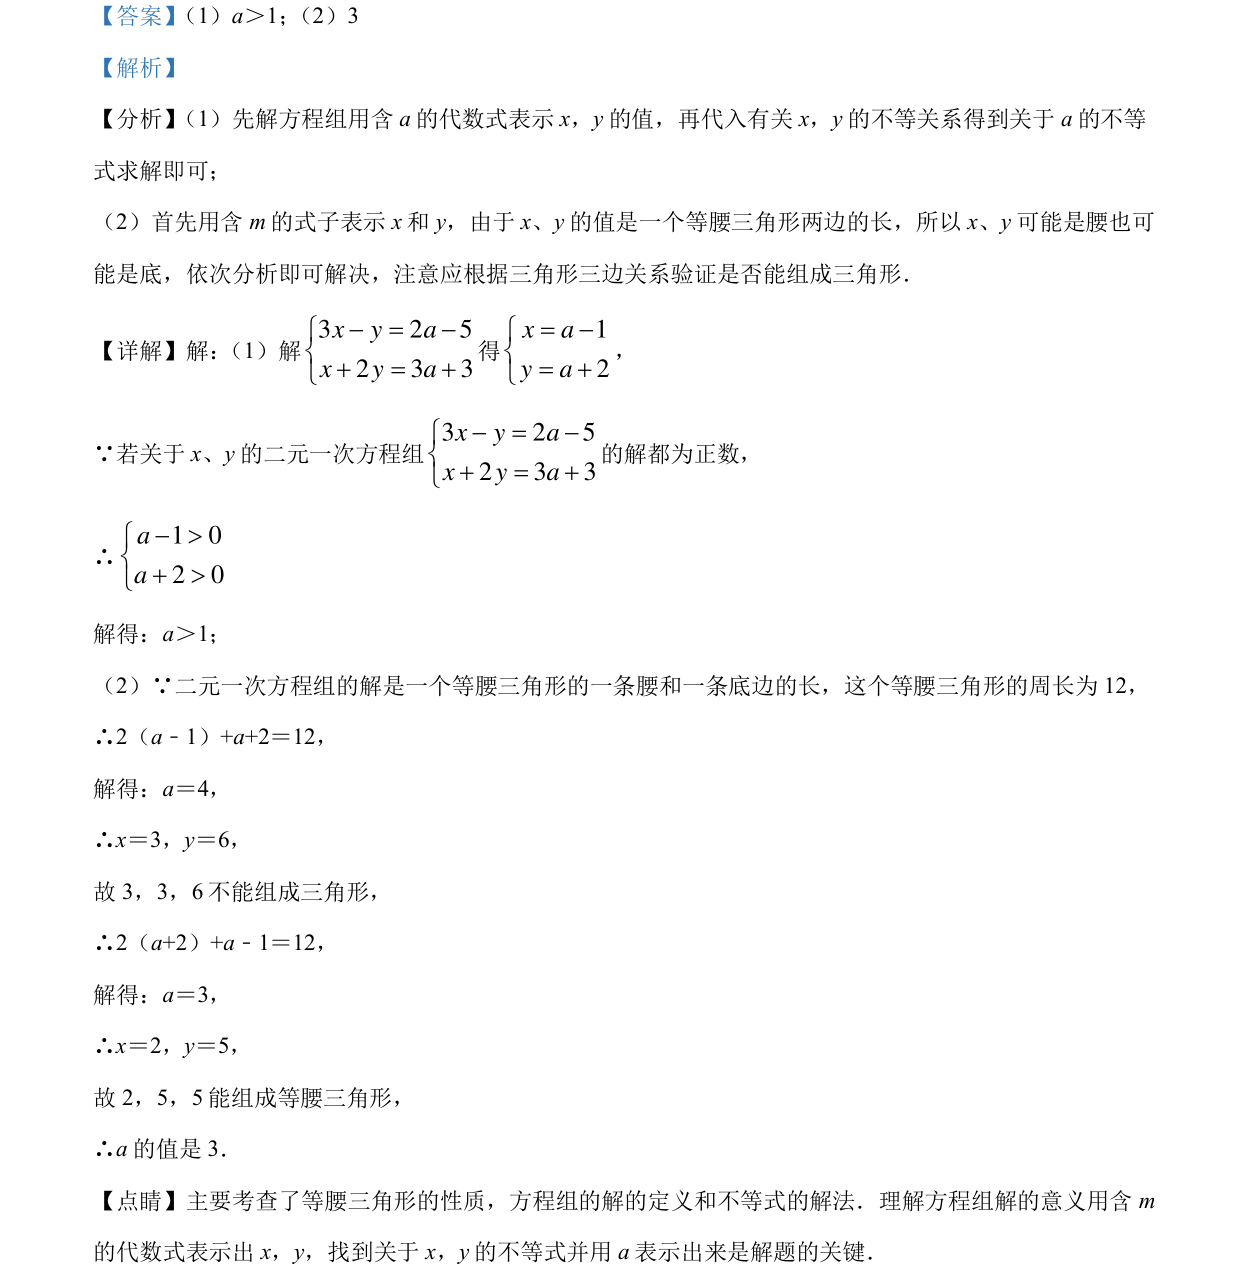 【答案】（1）a＞1；（2）3
【解析】
【分析】（1）先解方程组用含 a 的代数式表示 x，y 的值，再代入有关 x，y 的不等关系得到关于 a 的不等
式求解即可；
（2）首先用含 m 的式子表示 x 和 y，由于 x、y 的值是一个等腰三角形两边的长，所以 x、y 可能是腰也可
能是底，依次分析即可解决，注意应根据三角形三边关系验证是否能组成三角形．
【详解】解：（1）解{3x－y＝2a－5 x＋2y＝3a＋3 得{x＝a－1 y＝a＋2，
∵若关于 x、y 的二元一次方程组{3x－y＝2a－5 x＋2y＝3a＋3 的解都为正数，
∴{a－1＞0 a＋2＞0
解得：a＞1；
（2）∵二元一次方程组的解是一个等腰三角形的一条腰和一条底边的长，这个等腰三角形的周长为 12，
∴2（a﹣1）+a+2＝12，
解得：a＝4，
∴x＝3，y＝6，
故 3，3，6 不能组成三角形，
∴2（a+2）+a﹣1＝12，
解得：a＝3，
∴x＝2，y＝5，
故 2，5，5 能组成等腰三角形，
∴a 的值是 3．
【点睛】主要考查了等腰三角形的性质，方程组的解的定义和不等式的解法．理解方程组解的意义用含 m
的代数式表示出 x，y，找到关于 x，y 的不等式并用 a 表示出来是解题的关键．